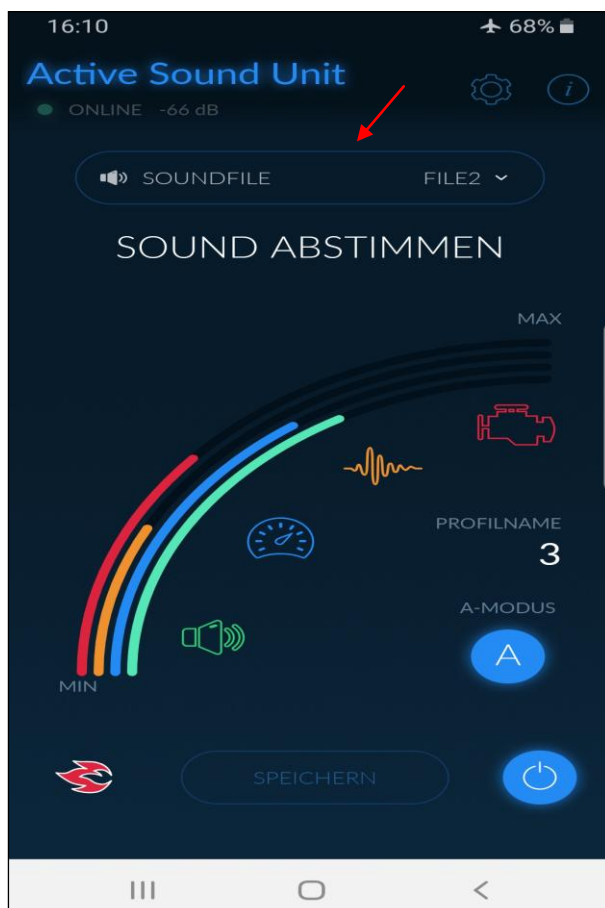 16:10 68%
Active Sound Unit
ONLINE -66 dB
i
SOUNDFILE FILE2
SOUND ABSTIMMEN
MAX
PROFILNAME
3
A-MODUS
A
MIN
SPEICHERN